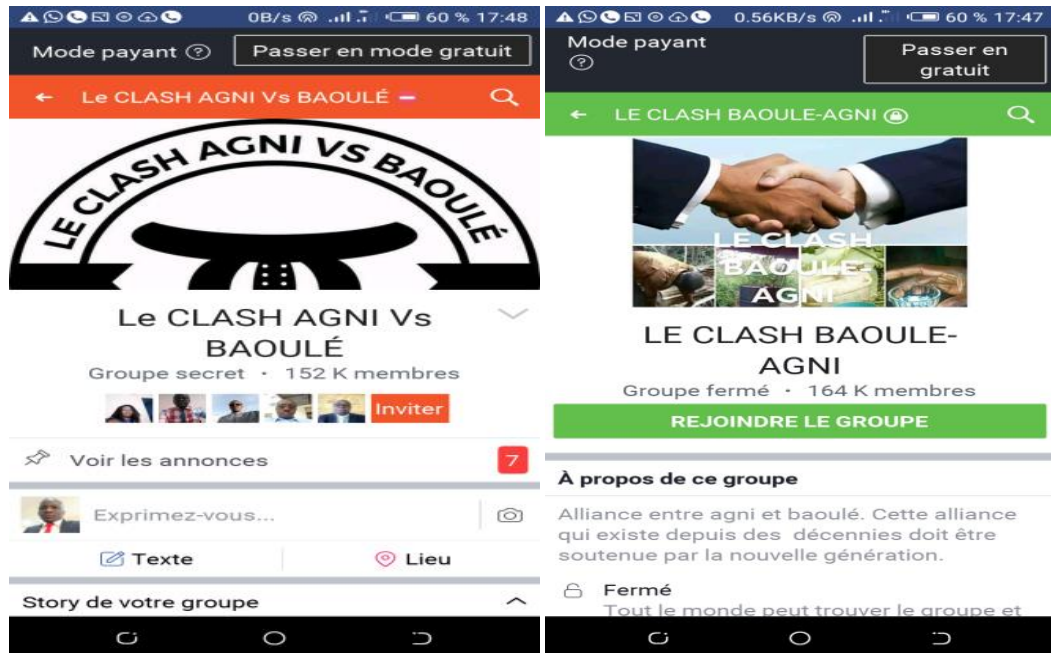 0B/s 60 % 17:48
Mode payant ? Passer en mode gratuit
← Le CLASH AGNI Vs BAOULÉ
LE CLASH AGNI VS BAOULÉ
Le CLASH AGNI Vs
BAOULÉ
Groupe secret · 152 K membres
Inviter
Voir les annonces 7
Exprimez-vous...
Texte Lieu
Story de votre groupe
0.56KB/s 60 % 17:47
Mode payant
?
Passer en
gratuit
← LE CLASH BAOULE-AGNI
LE CLASH
BAOULE-
AGNI
LE CLASH BAOULE-
AGNI
Groupe fermé · 164 K membres
REJOINDRE LE GROUPE
À propos de ce groupe
Alliance entre agni et baoulé. Cette alliance
qui existe depuis des décennies doit être
soutenue par la nouvelle génération.
Fermé
Tout le monde peut trouver le groupe et